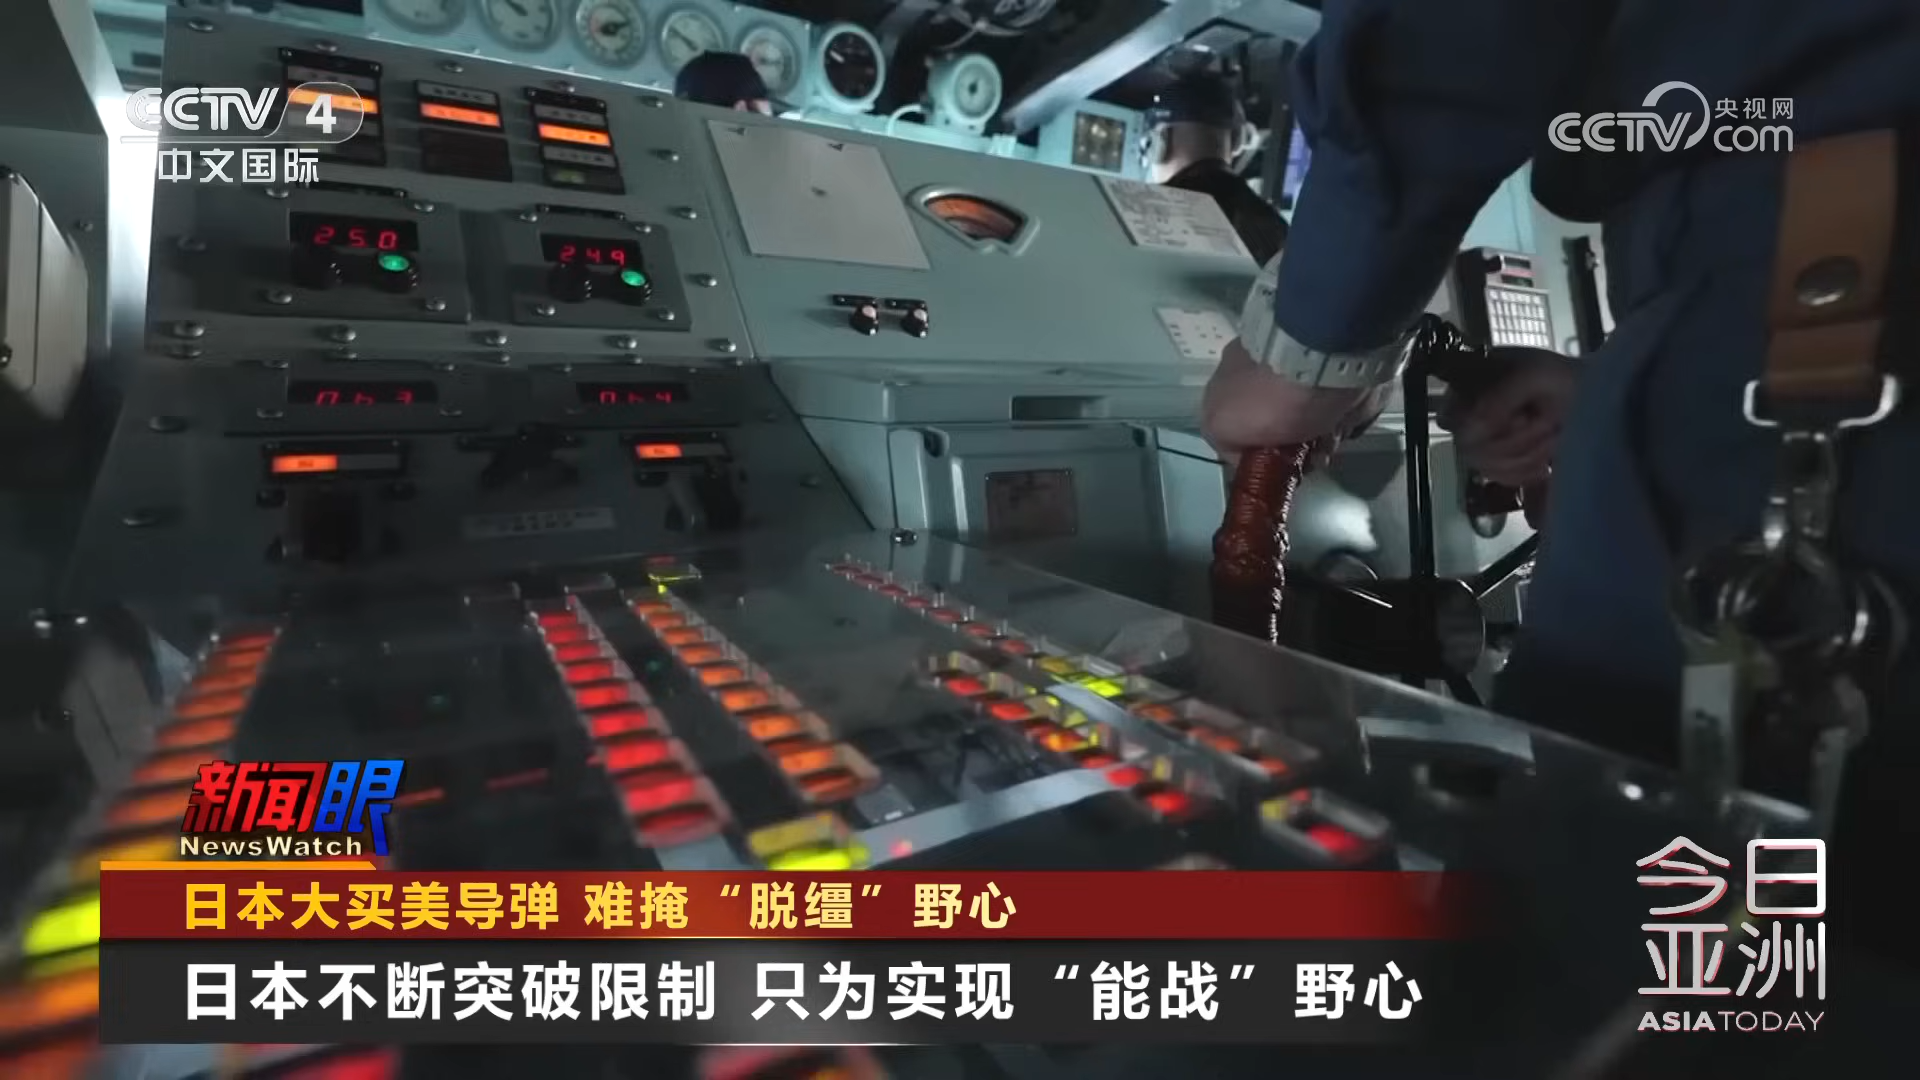 CCTV 4
中文国际
CCTV 央视网
com
250
249
新闻眼
NewsWatch
日本大买美导弹 难掩“脱缰”野心
日本不断突破限制 只为实现“能战”野心
今日
亚洲
ASIA TODAY